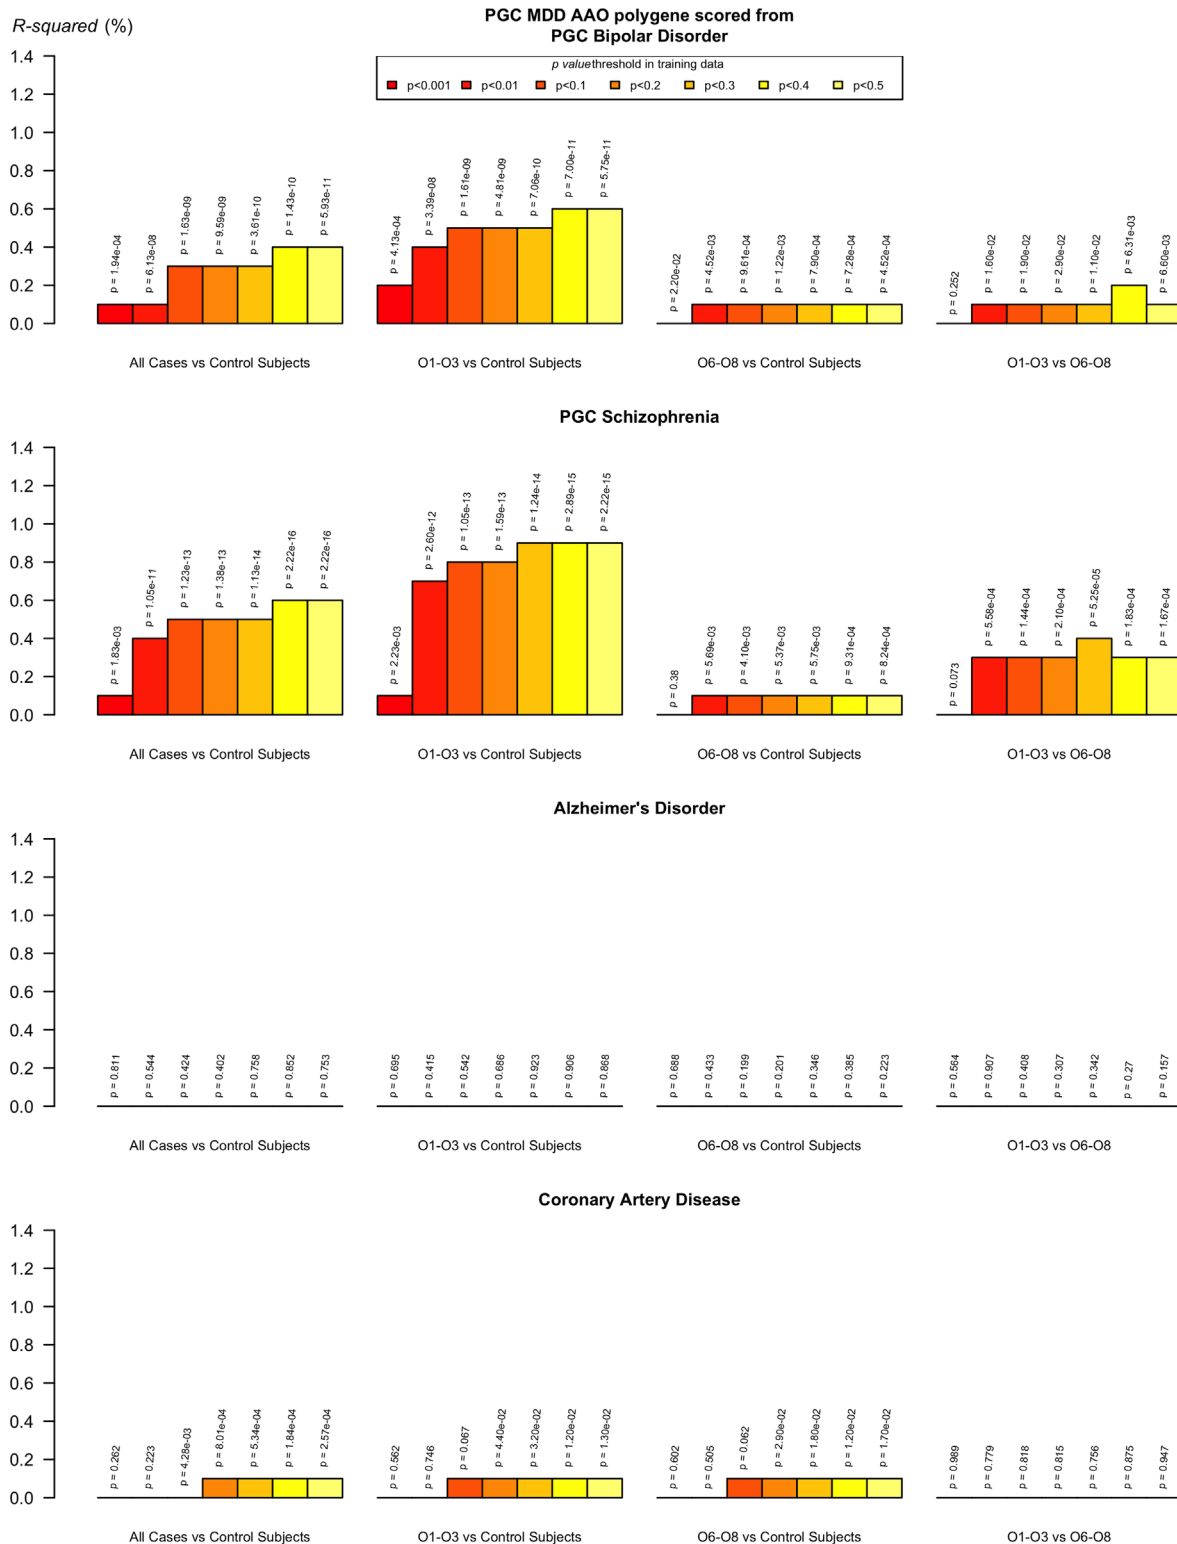 R-squared (%)
PGC MDD AAO polygene scored from
PGC Bipolar Disorder
p valuethreshold in training data
p<0.001 p<0.01 p<0.1 p<0.2 p<0.3 p<0.4 p<0.5
1.4
1.2
1.0
0.8
0.6
0.4
0.2
0.0
p = 1.94e-04
p = 6.13e-08
p = 1.63e-09
p = 9.59e-09
p = 3.61e-10
p = 1.43e-10
p = 5.93e-11
p = 4.13e-04
p = 3.39e-08
p = 1.61e-09
p = 4.81e-09
p = 7.06e-10
p = 7.00e-11
p = 5.75e-11
p = 2.20e-02
p = 4.52e-03
p = 9.61e-04
p = 1.22e-03
p = 7.90e-04
p = 7.28e-04
p = 4.52e-04
p = 0.252
p = 1.60e-02
p = 1.90e-02
p = 2.90e-02
p = 1.10e-02
p = 6.31e-03
p = 6.60e-03
All Cases vs Control Subjects
O1-O3 vs Control Subjects
O6-O8 vs Control Subjects
O1-O3 vs O6-O8
PGC Schizophrenia
1.4
1.2
1.0
0.8
0.6
0.4
0.2
0.0
p = 1.83e-03
p = 1.05e-11
p = 1.23e-13
p = 1.38e-13
p = 1.13e-14
p = 2.22e-16
p = 2.22e-16
p = 2.23e-03
p = 2.60e-12
p = 1.05e-13
p = 1.59e-13
p = 1.24e-14
p = 2.89e-15
p = 2.22e-15
p = 0.38
p = 5.69e-03
p = 4.10e-03
p = 5.37e-03
p = 5.75e-03
p = 9.31e-04
p = 8.24e-04
p = 0.073
p = 5.58e-04
p = 1.44e-04
p = 2.10e-04
p = 5.25e-05
p = 1.83e-04
p = 1.67e-04
All Cases vs Control Subjects
O1-O3 vs Control Subjects
O6-O8 vs Control Subjects
O1-O3 vs O6-O8
Alzheimer's Disorder
1.4
1.2
1.0
0.8
0.6
0.4
0.2
0.0
p = 0.811
p = 0.544
p = 0.424
p = 0.402
p = 0.758
p = 0.852
p = 0.753
p = 0.695
p = 0.415
p = 0.542
p = 0.686
p = 0.923
p = 0.906
p = 0.868
p = 0.688
p = 0.433
p = 0.199
p = 0.201
p = 0.346
p = 0.385
p = 0.223
p = 0.564
p = 0.907
p = 0.408
p = 0.307
p = 0.342
p = 0.27
p = 0.157
All Cases vs Control Subjects
O1-O3 vs Control Subjects
O6-O8 vs Control Subjects
O1-O3 vs O6-O8
Coronary Artery Disease
1.4
1.2
1.0
0.8
0.6
0.4
0.2
0.0
p = 0.262
p = 0.223
p = 4.28e-03
p = 8.01e-04
p = 5.34e-04
p = 1.84e-04
p = 2.57e-04
p = 0.562
p = 0.746
p = 0.067
p = 4.40e-02
p = 3.20e-02
p = 1.20e-02
p = 1.30e-02
p = 0.602
p = 0.505
p = 0.062
p = 2.90e-02
p = 1.80e-02
p = 1.20e-02
p = 1.70e-02
p = 0.989
p = 0.779
p = 0.818
p = 0.815
p = 0.756
p = 0.875
p = 0.947
All Cases vs Control Subjects
O1-O3 vs Control Subjects
O6-O8 vs Control Subjects
O1-O3 vs O6-O8